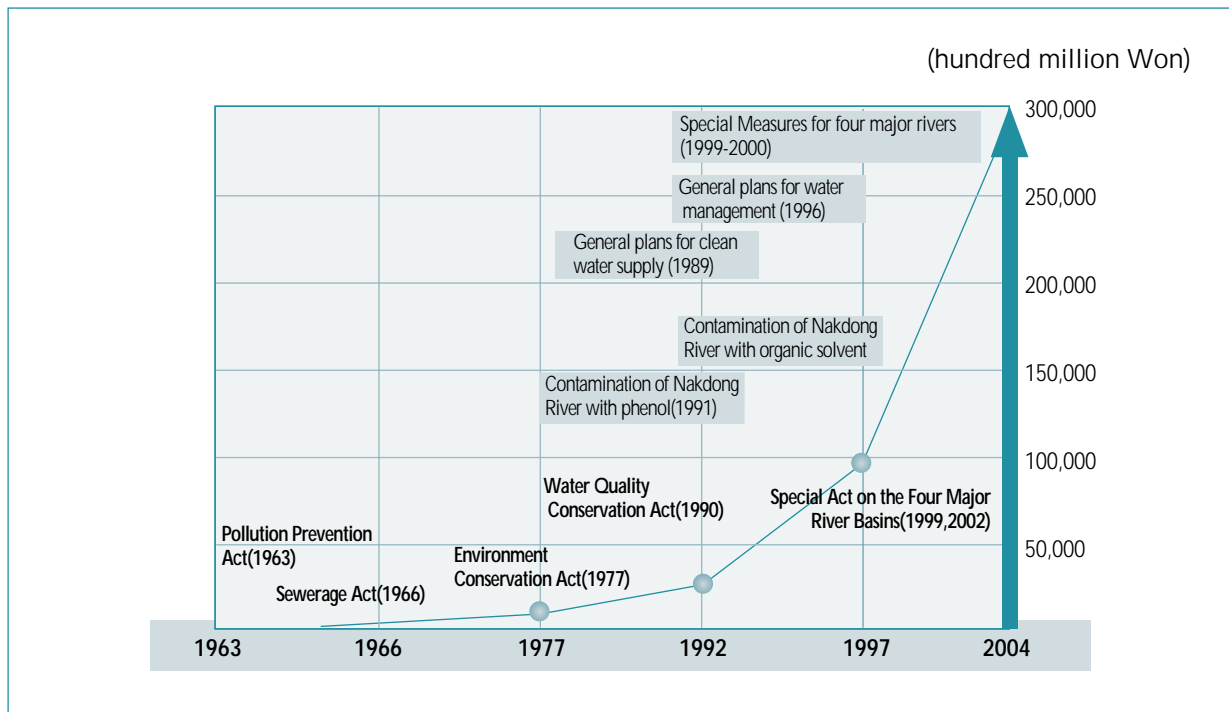 (hundred million Won)
300,000
Special Measures for four major rivers
(1999-2000)
250,000
General plans for water
management (1996)
General plans for clean
water supply (1989)
200,000
Contamination of Nakdong
River with organic solvent
150,000
Contamination of Nakdong
River with phenol(1991)
100,000
Water Quality
Conservation Act(1990)
Special Act on the Four Major
River Basins(1999,2002)
Pollution Prevention
Act(1963)
50,000
Environment
Conservation Act(1977)
Sewerage Act(1966)
1963 1966 1977 1992 1997 2004